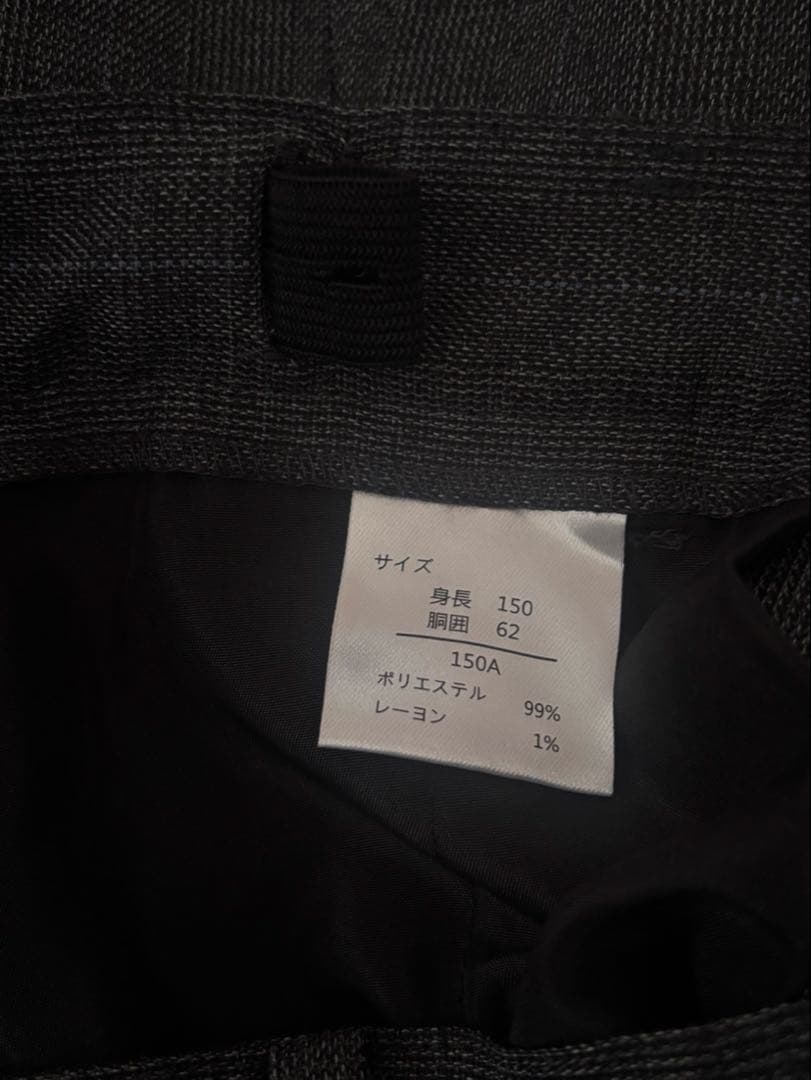 サイズ
身長 150
胴囲 62
150A
ポリエステル 99%
レーヨン 1%